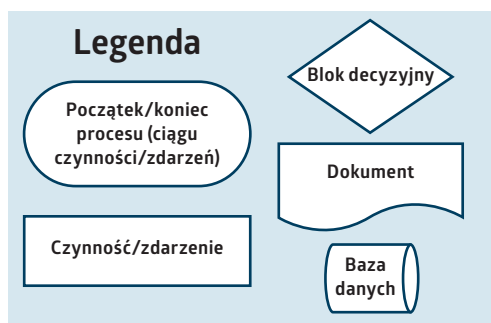 Legenda
Początek/koniec
procesu (ciągu
czynności/zdarzeń)
Czynność/zdarzenie
Blok decyzyjny
Dokument
Baza
danych